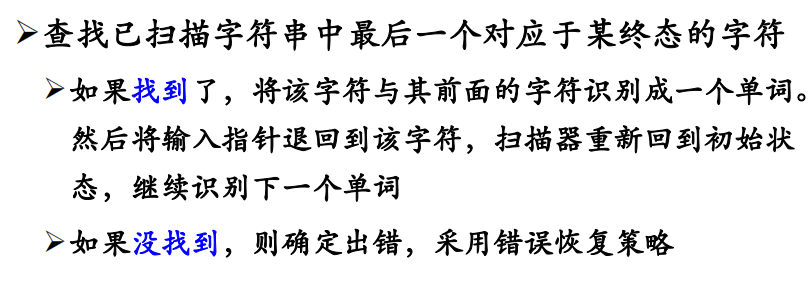 ➢查找已扫描字符串中最后一个对应于某终态的字符
➢如果找到了，将该字符与其前面的字符识别成一个单词。
然后将输入指针退回到该字符，扫描器重新回到初始状
态，继续识别下一个单词
➢如果没找到，则确定出错，采用错误恢复策略